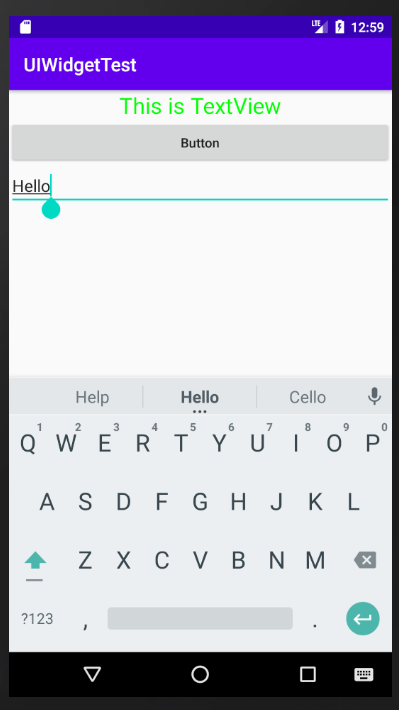 LTE 12:59
UIWidgetTest
This is TextView
Button
Hello
Help Hello Cello
1 2 3 4 5 6 7 8 9 0
Q W E R T Y U I O P
A S D F G H J K L
Z X C V B N M
?123 , .